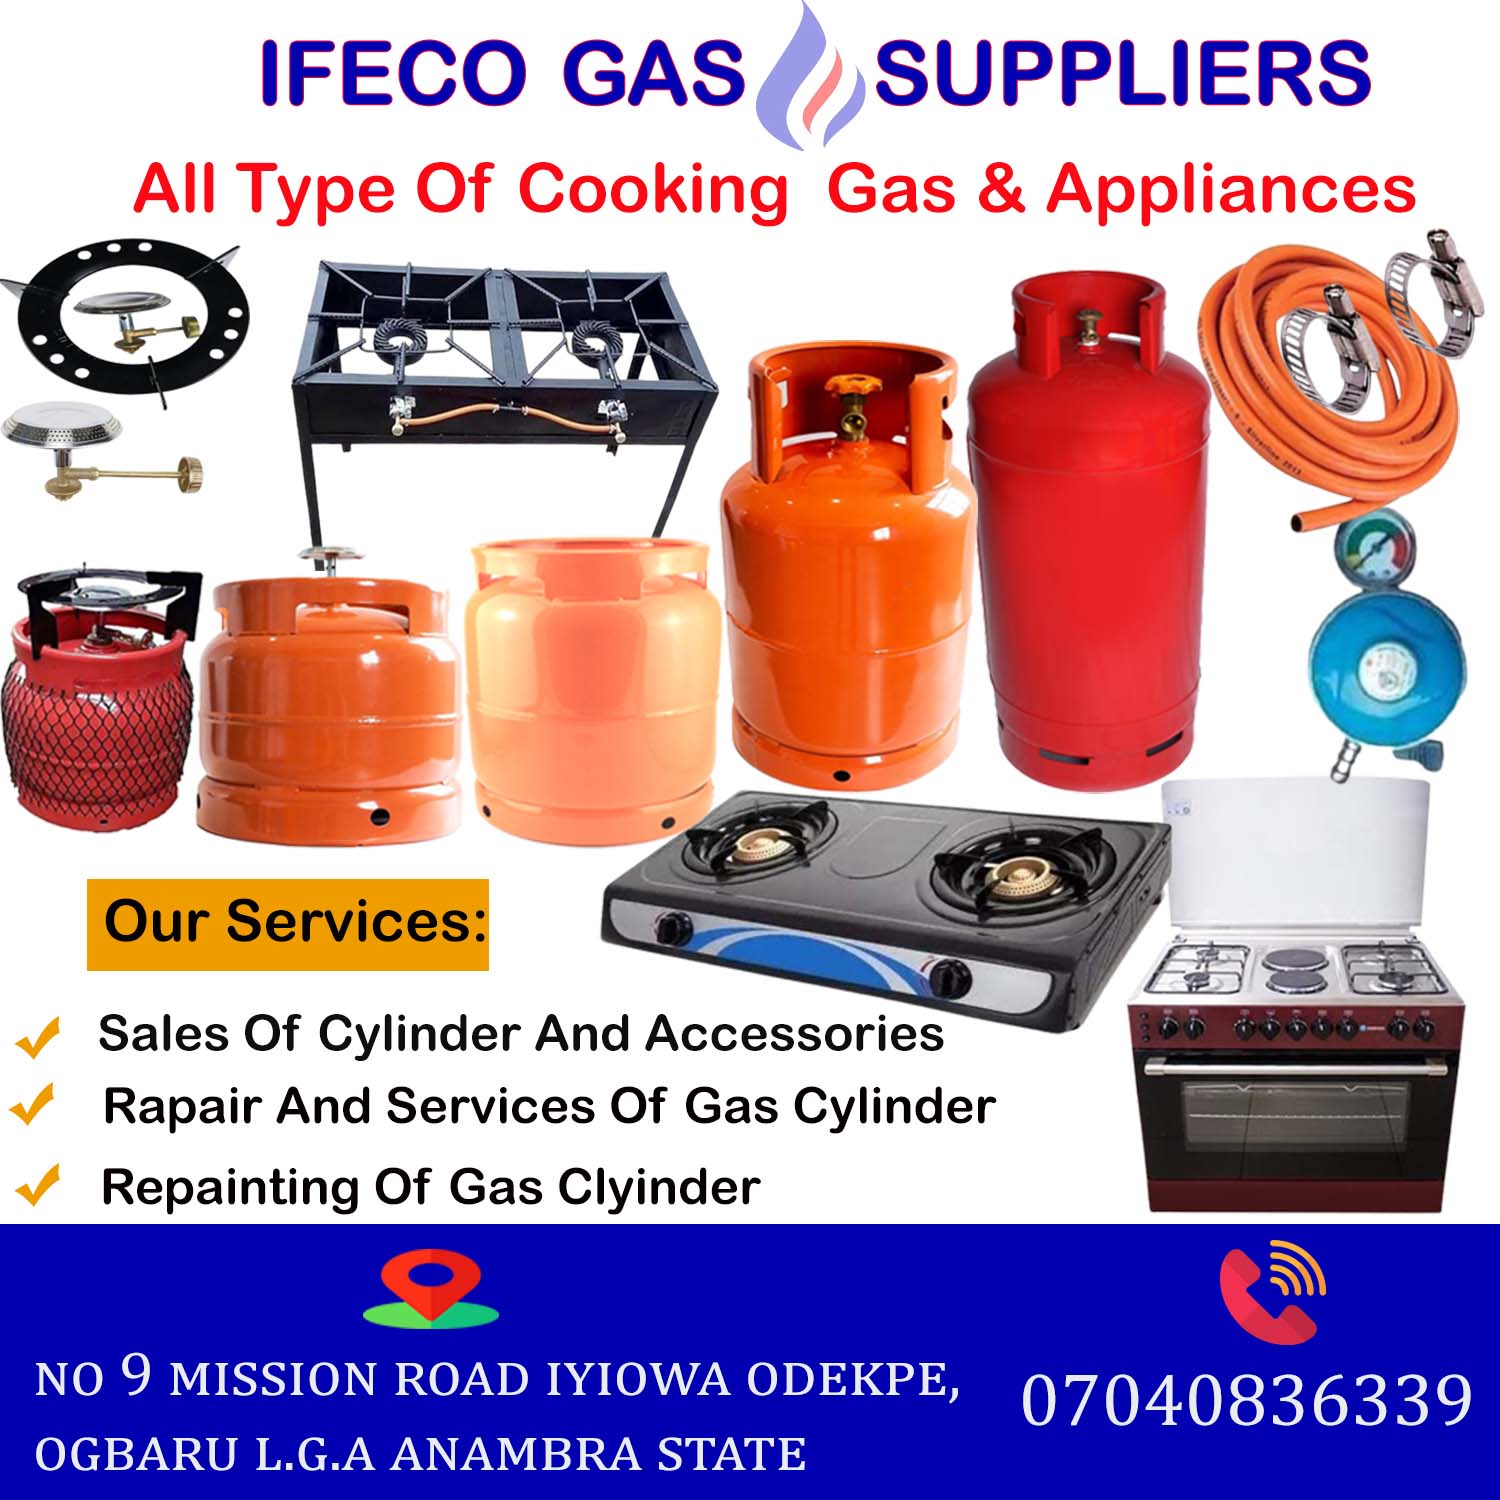 IFECO GAS SUPPLIERS
All Type Of Cooking Gas & Appliances
Our Services:
Sales Of Cylinder And Accessories
Rapair And Services Of Gas Cylinder
Repainting Of Gas Clyinder
NO 9 MISSION ROAD IYIOWA ODEKPE,
OGBARU L.G.A ANAMBRA STATE
07040836339